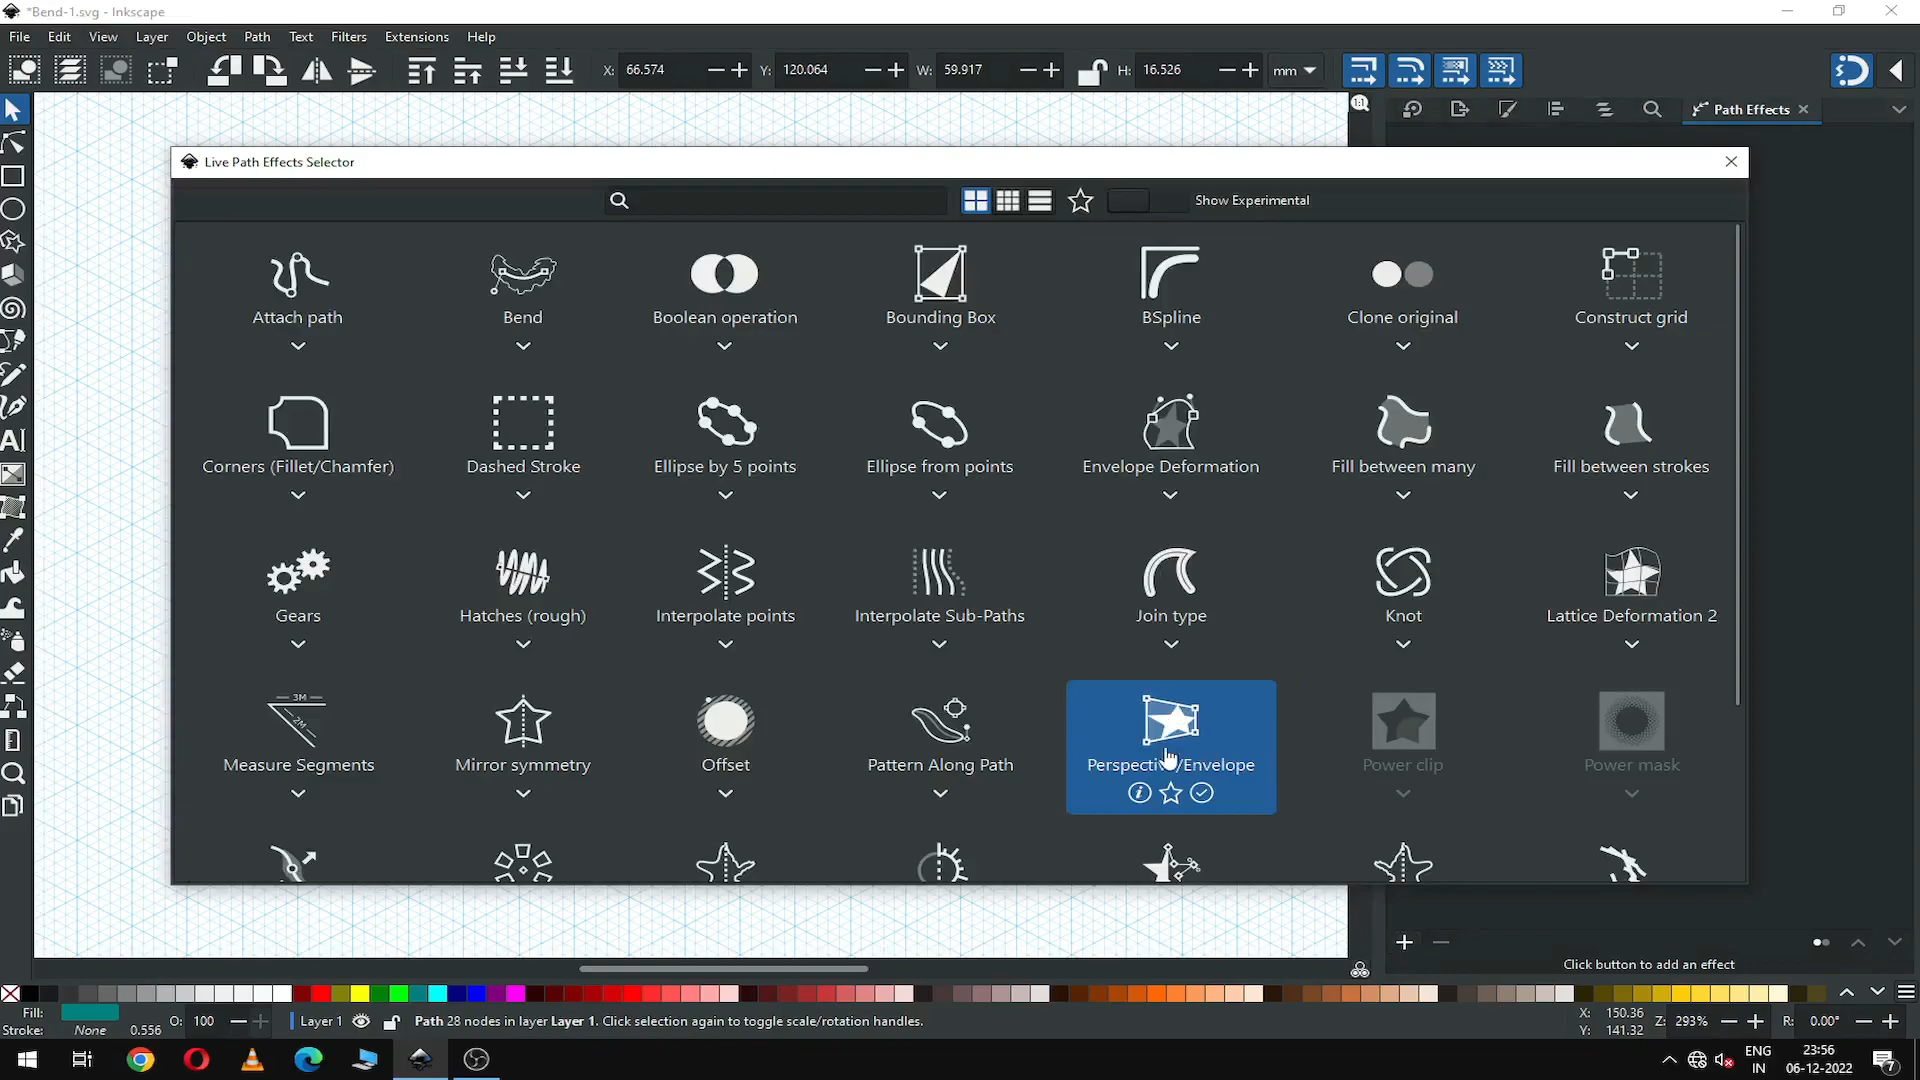 *Bend-1.svg - Inkscape
File Edit View Layer Object Path Text Filters Extensions Help
X: 66.574 Y: 120.064 W: 59.917 H: 16.526 mm
1:1
Path Effects
Live Path Effects Selector
Show Experimental
Attach path Bend Boolean operation Bounding Box BSpline Clone original Construct grid
Corners (Fillet/Chamfer) Dashed Stroke Ellipse by 5 points Ellipse from points Envelope Deformation Fill between many Fill between strokes
Gears Hatches (rough) Interpolate points Interpolate Sub-Paths Join type Knot Lattice Deformation 2
3M
2M
Measure Segments Mirror symmetry Offset Pattern Along Path Perspective/Envelope Power clip Power mask
Click button to add an effect
Fill:
Stroke: None 0.556 O: 100 Layer 1 Path 28 nodes in layer Layer 1. Click selection again to toggle scale/rotation handles.
X: 150.36
Y: 141.32
Z: 293% R: 0.00°
ENG
IN
23:56
06-12-2022
7